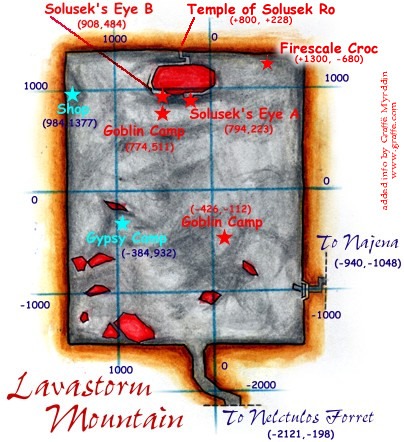 Solusek's Eye B
(908,484)
Temple of Solusek Ro
(+800, +228)
1000
0
Firescale Croc
(+1300, -680)
1000
1000
Shop
(984,1377)
Solusek's Eye A
(794,223)
Goblin Camp
(774,511)
added info by Graffe Myrddin
www.graffe.com
0
0
(-426,-112)
Goblin Camp
Gypsy Camp
(-384,932)
To Najena
(-940,-1048)
-1000
-1000
1000
0
-2000
Lavastorm
Mountain
To Nelctulos Forret
(-2121,-198)